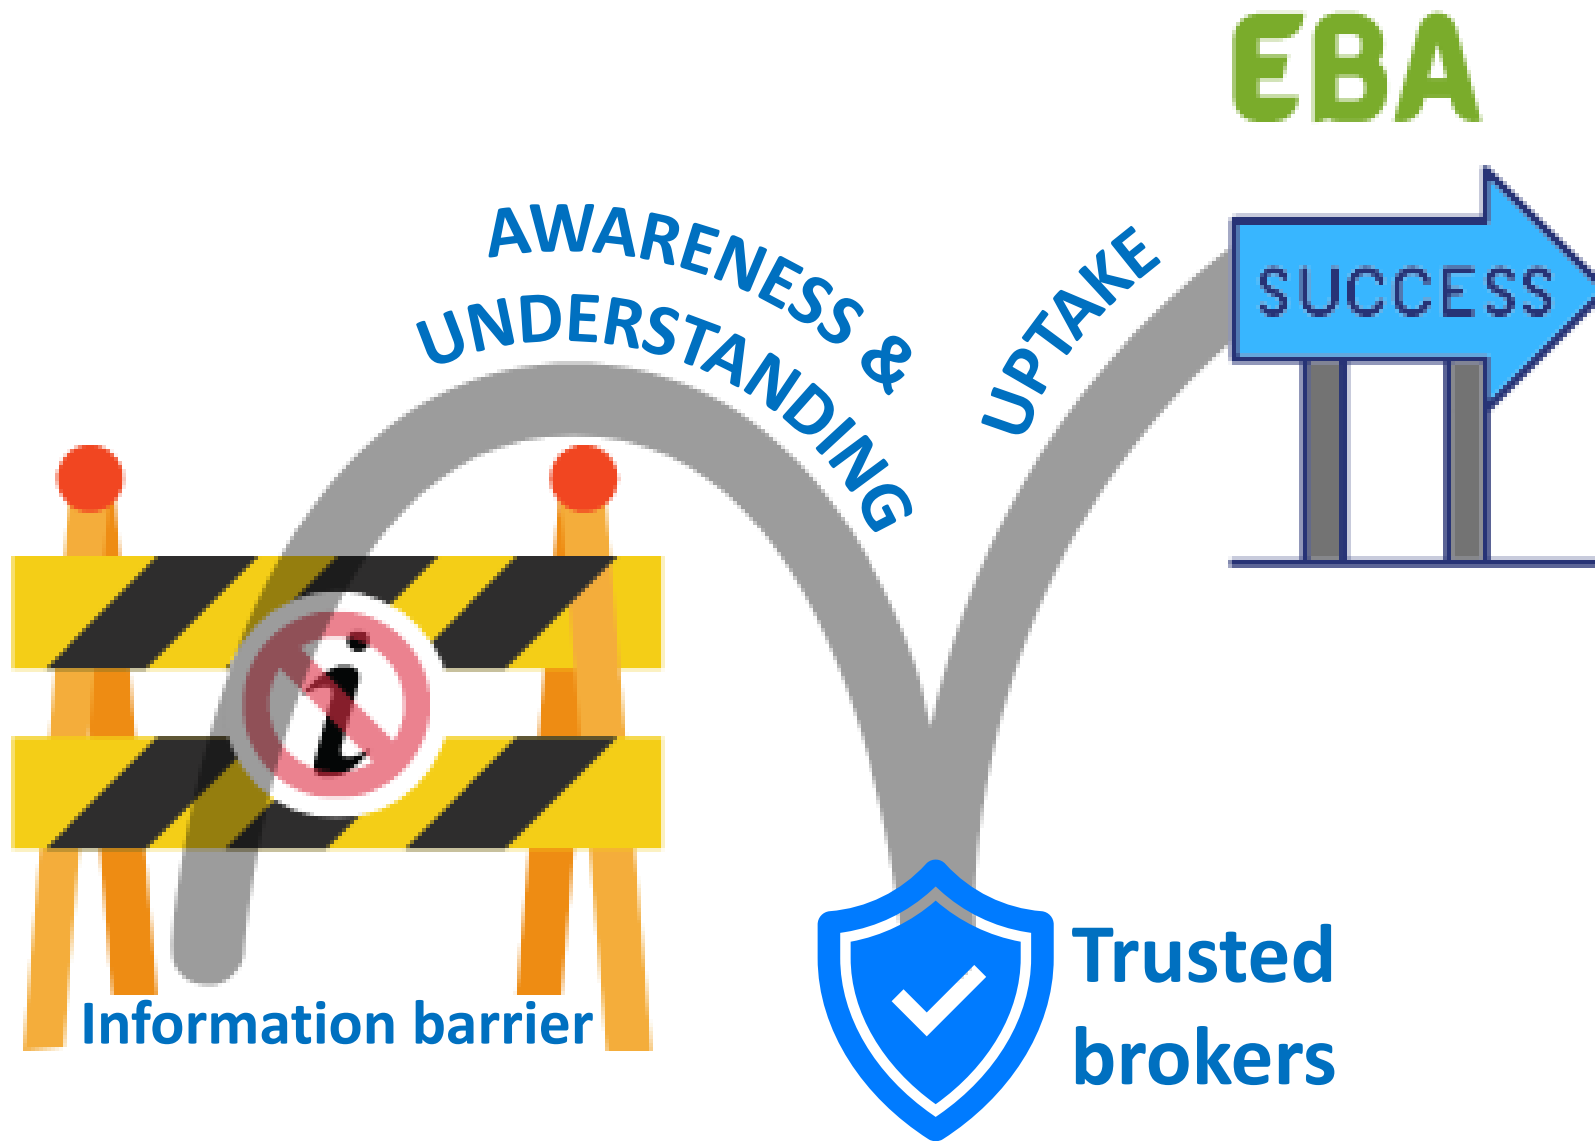 EBA
AWARENESS &
UNDERSTANDING
UPTAKE
SUCCESS
i
Information barrier
Trusted
brokers